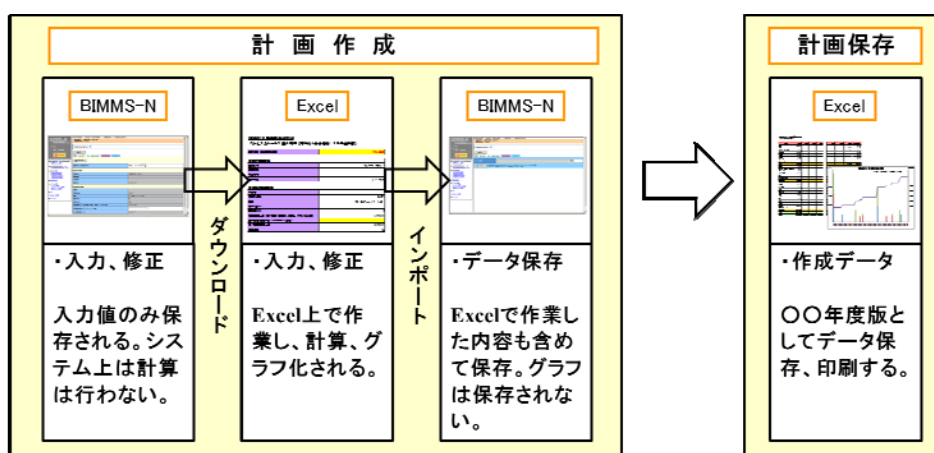 計 画 作 成
BIMMS-N
Excel
BIMMS-N
ダウンロード
インポート
・入力、修正
入力値のみ保
存される。シス
テム上は計算
は行わない。
・入力、修正
Excel上で作
業し、計算、グ
ラフ化される。
・データ保存
Excelで作業し
た内容も含め
て保存。グラフ
は保存されな
い。
計画保存
Excel
・作成データ
〇〇年度版と
してデータ保
存、印刷する。